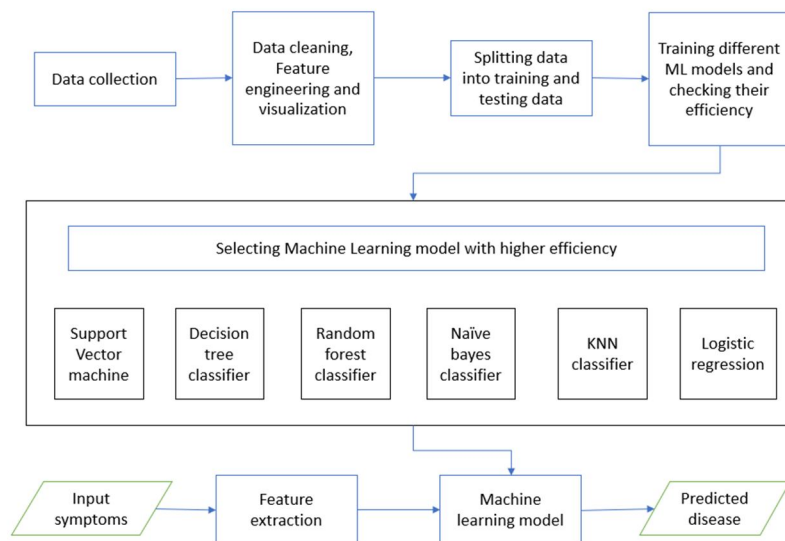 Data collection
Data cleaning,
Feature
engineering and
visualization
Splitting data
into training and
testing data
Training different
ML models and
checking their
efficiency
Selecting Machine Learning model with higher efficiency
Support
Vector
machine
Decision
tree
classifier
Random
forest
classifier
Naïve
bayes
classifier
KNN
classifier
Logistic
regression
Input
symptoms
Feature
extraction
Machine
learning model
Predicted
disease